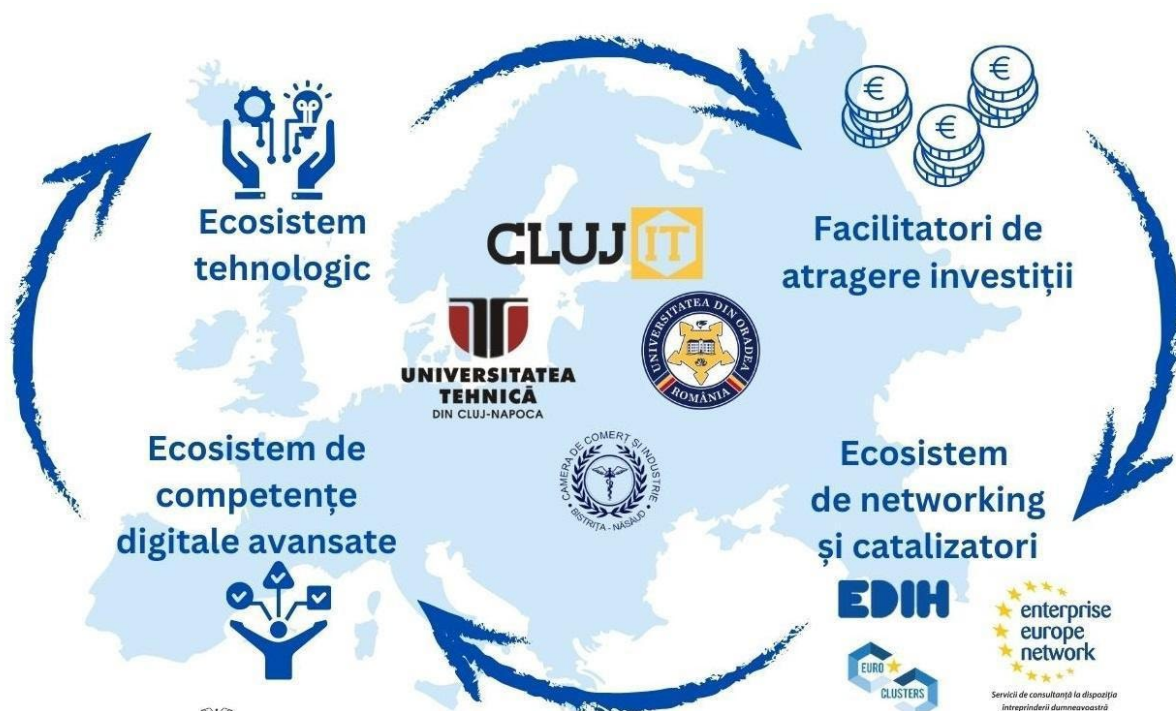 Ecosistem
tehnologic
Facilitatori de
atragere investiții
CLUJ IT
UNIVERSITATEA
TEHNICĂ
DIN CLUJ-NAPOCA
UNIVERSITATEA DIN ORADEA
ROMÂNIA
CAMERA DE COMERT SI INDUSTRIE
BISTRIȚA - NĂSĂUD
Ecosistem de
competențe
digitale avansate
Ecosistem
de networking
și catalizatori
EDIH
EURO
CLUSTERS
enterprise
europe
network
Servicii de consultanță la dispoziția
întreprinderii dumneavoastră